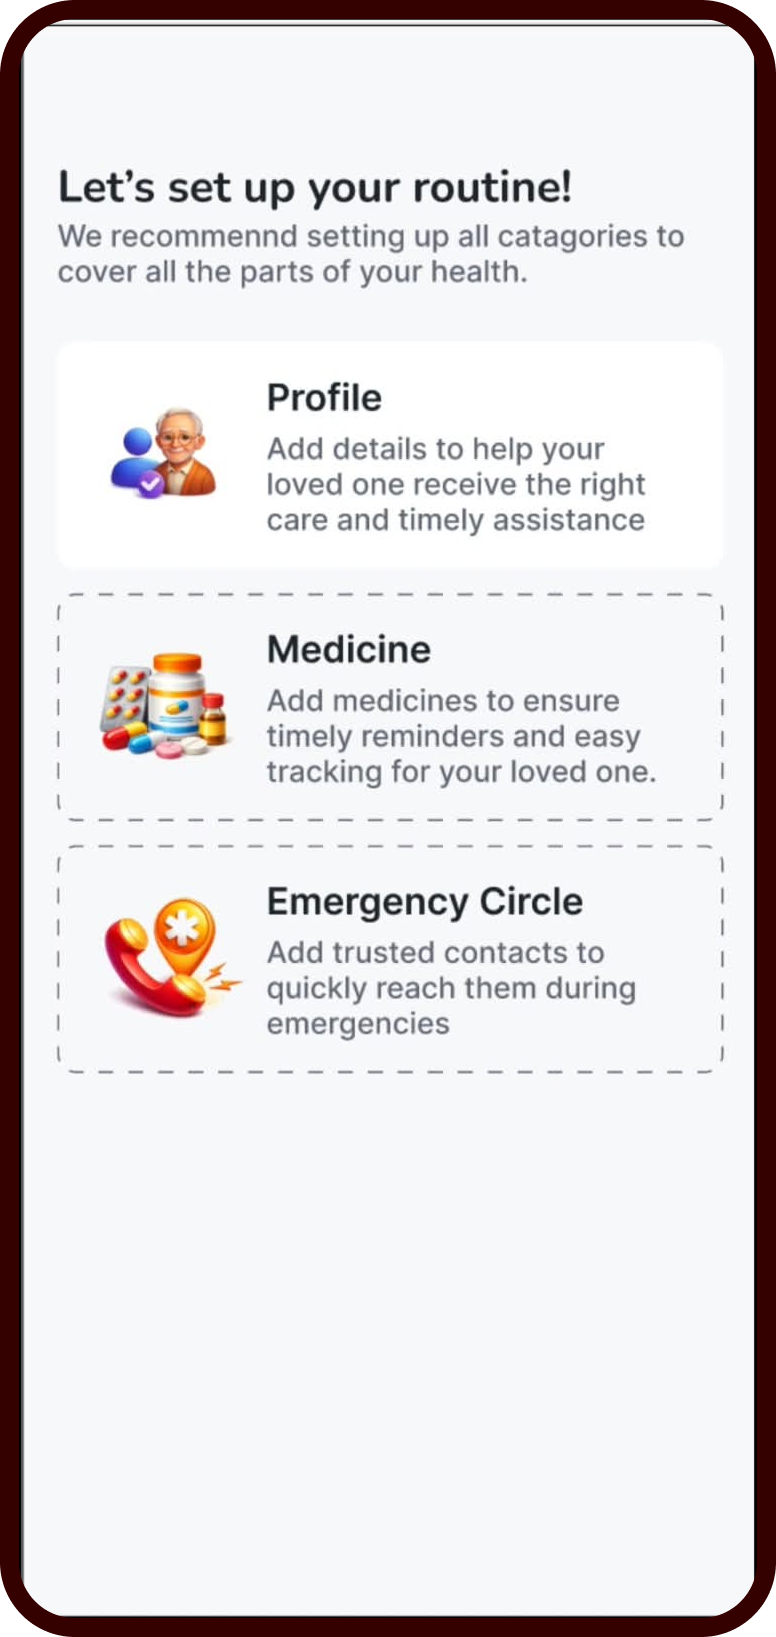 Let’s set up your routine!
We recommennd setting up all catagories to
cover all the parts of your health.
Profile
Add details to help your
loved one receive the right
care and timely assistance
Medicine
Add medicines to ensure
timely reminders and easy
tracking for your loved one.
Emergency Circle
Add trusted contacts to
quickly reach them during
emergencies